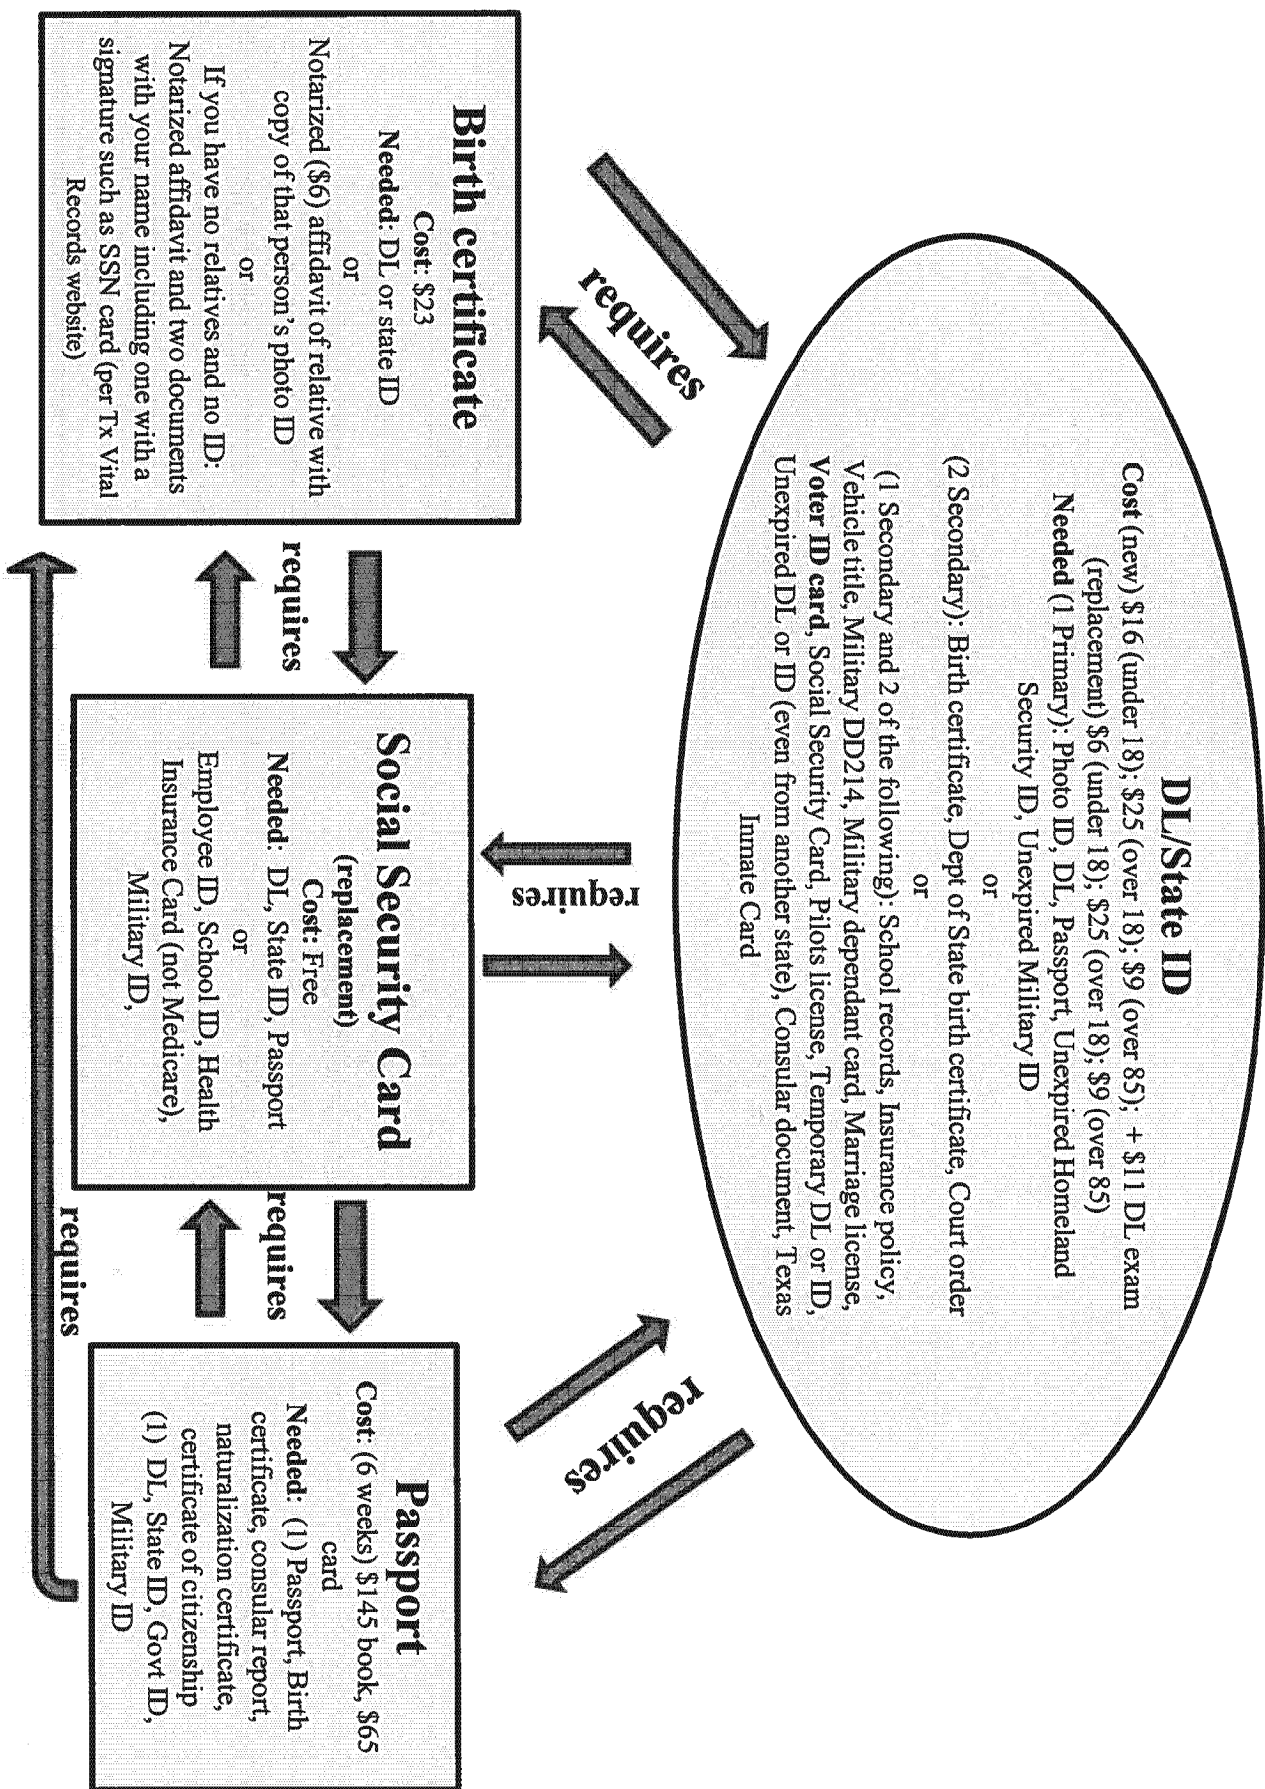 DL/State ID
Cost (new) $16 (under 18); $25 (over 18); $9 (over 85); + $11 DL exam
(replacement) $6 (under 18); $25 (over 18); $9 (over 85)
Needed (1 Primary): Photo ID, DL, Passport, Unexpired Homeland
Security ID, Unexpired Military ID
or
(2 Secondary): Birth certificate, Dept of State birth certificate, Court order
or
(1 Secondary and 2 of the following): School records, Insurance policy,
Vehicle title, Military DD214, Military dependant card, Marriage license,
Voter ID card, Social Security Card, Pilots license, Temporary DL or ID,
Unexpired DL or ID (even from another state), Consular document, Texas
Inmate Card
requires
requires
requires
Birth certificate
Cost: $23
Needed: DL or state ID
or
Notarized ($6) affidavit of relative with
copy of that person's photo ID
or
If you have no relatives and no ID:
Notarized affidavit and two documents
with your name including one with a
signature such as SSN card (per Tx Vital
Records website)
requires
Social Security Card
(replacement)
Cost: Free
Needed: DL, State ID, Passport
or
Employee ID, School ID, Health
Insurance Card (not Medicare),
Military ID,
requires
Passport
Cost: (6 weeks) $145 book, $65
card
Needed: (1) Passport, Birth
certificate, consular report,
naturalization certificate,
certificate of citizenship
(1) DL, State ID, Govt ID,
Military ID
requires